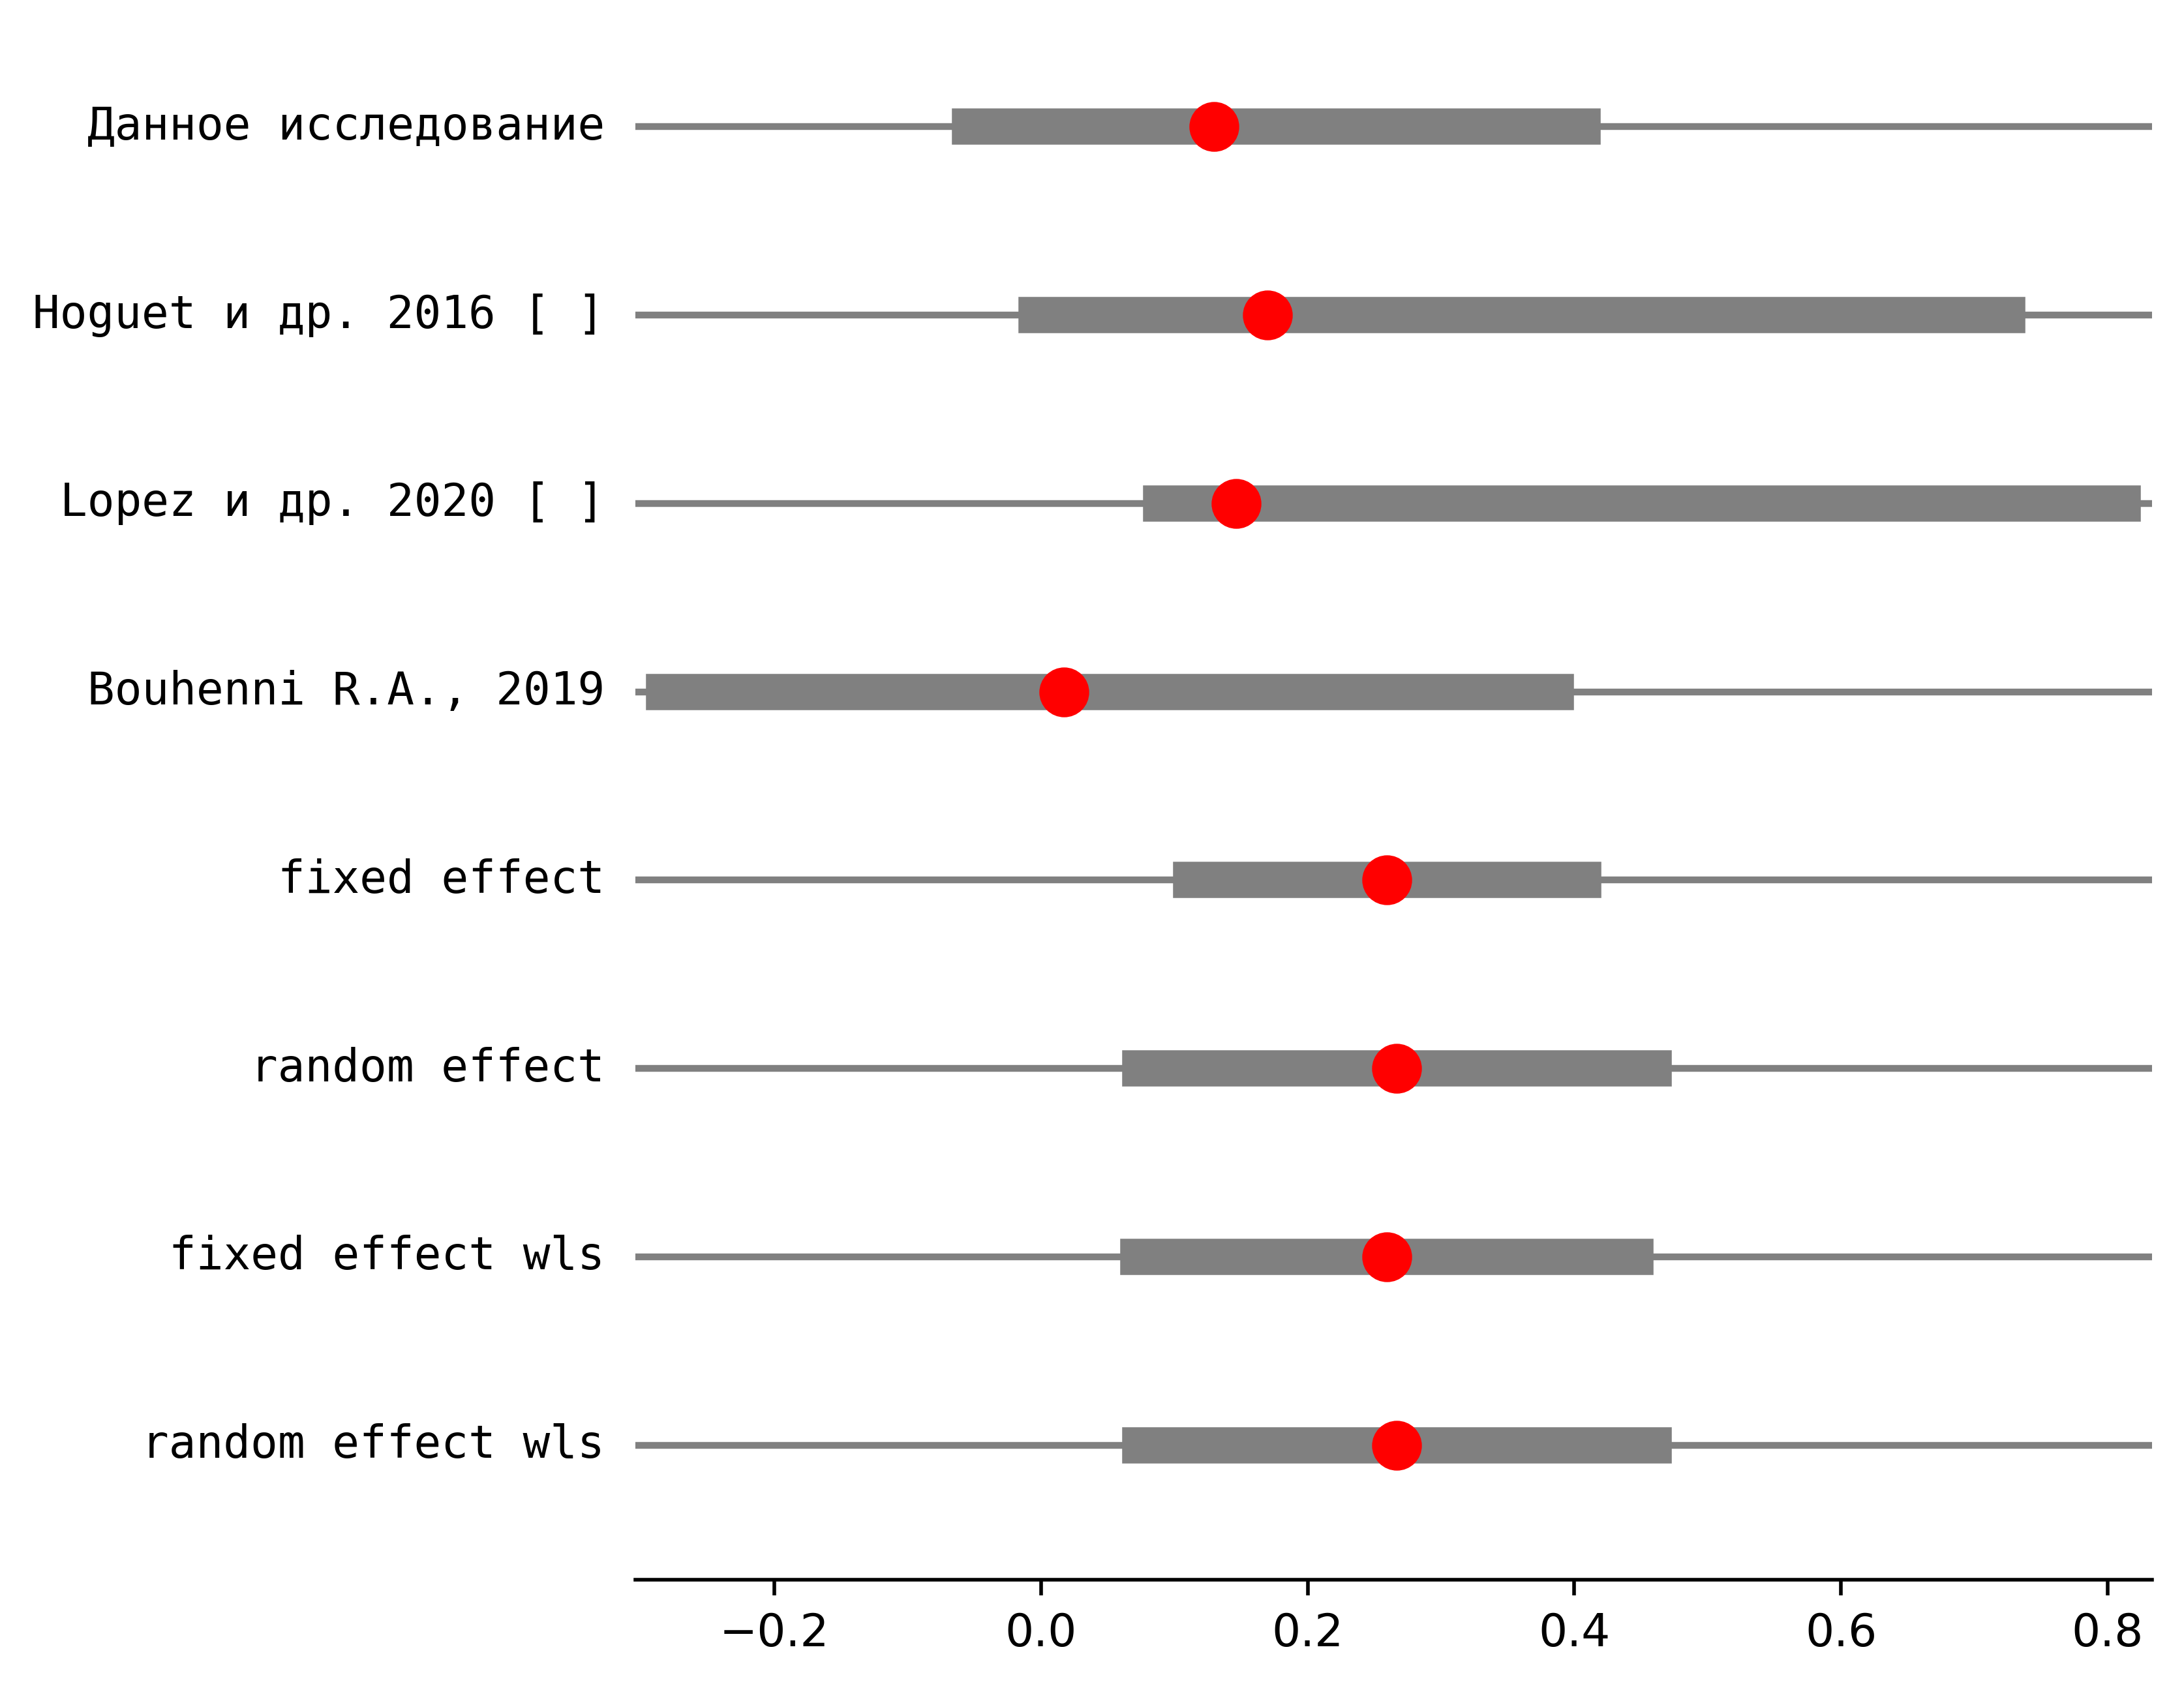 Данное исследование
Hoguet и др. 2016 [ ]
Lopez и др. 2020 [ ]
Bouhenni R.A., 2019
fixed effect
random effect
fixed effect wls
random effect wls
−0.2 0.0 0.2 0.4 0.6 0.8